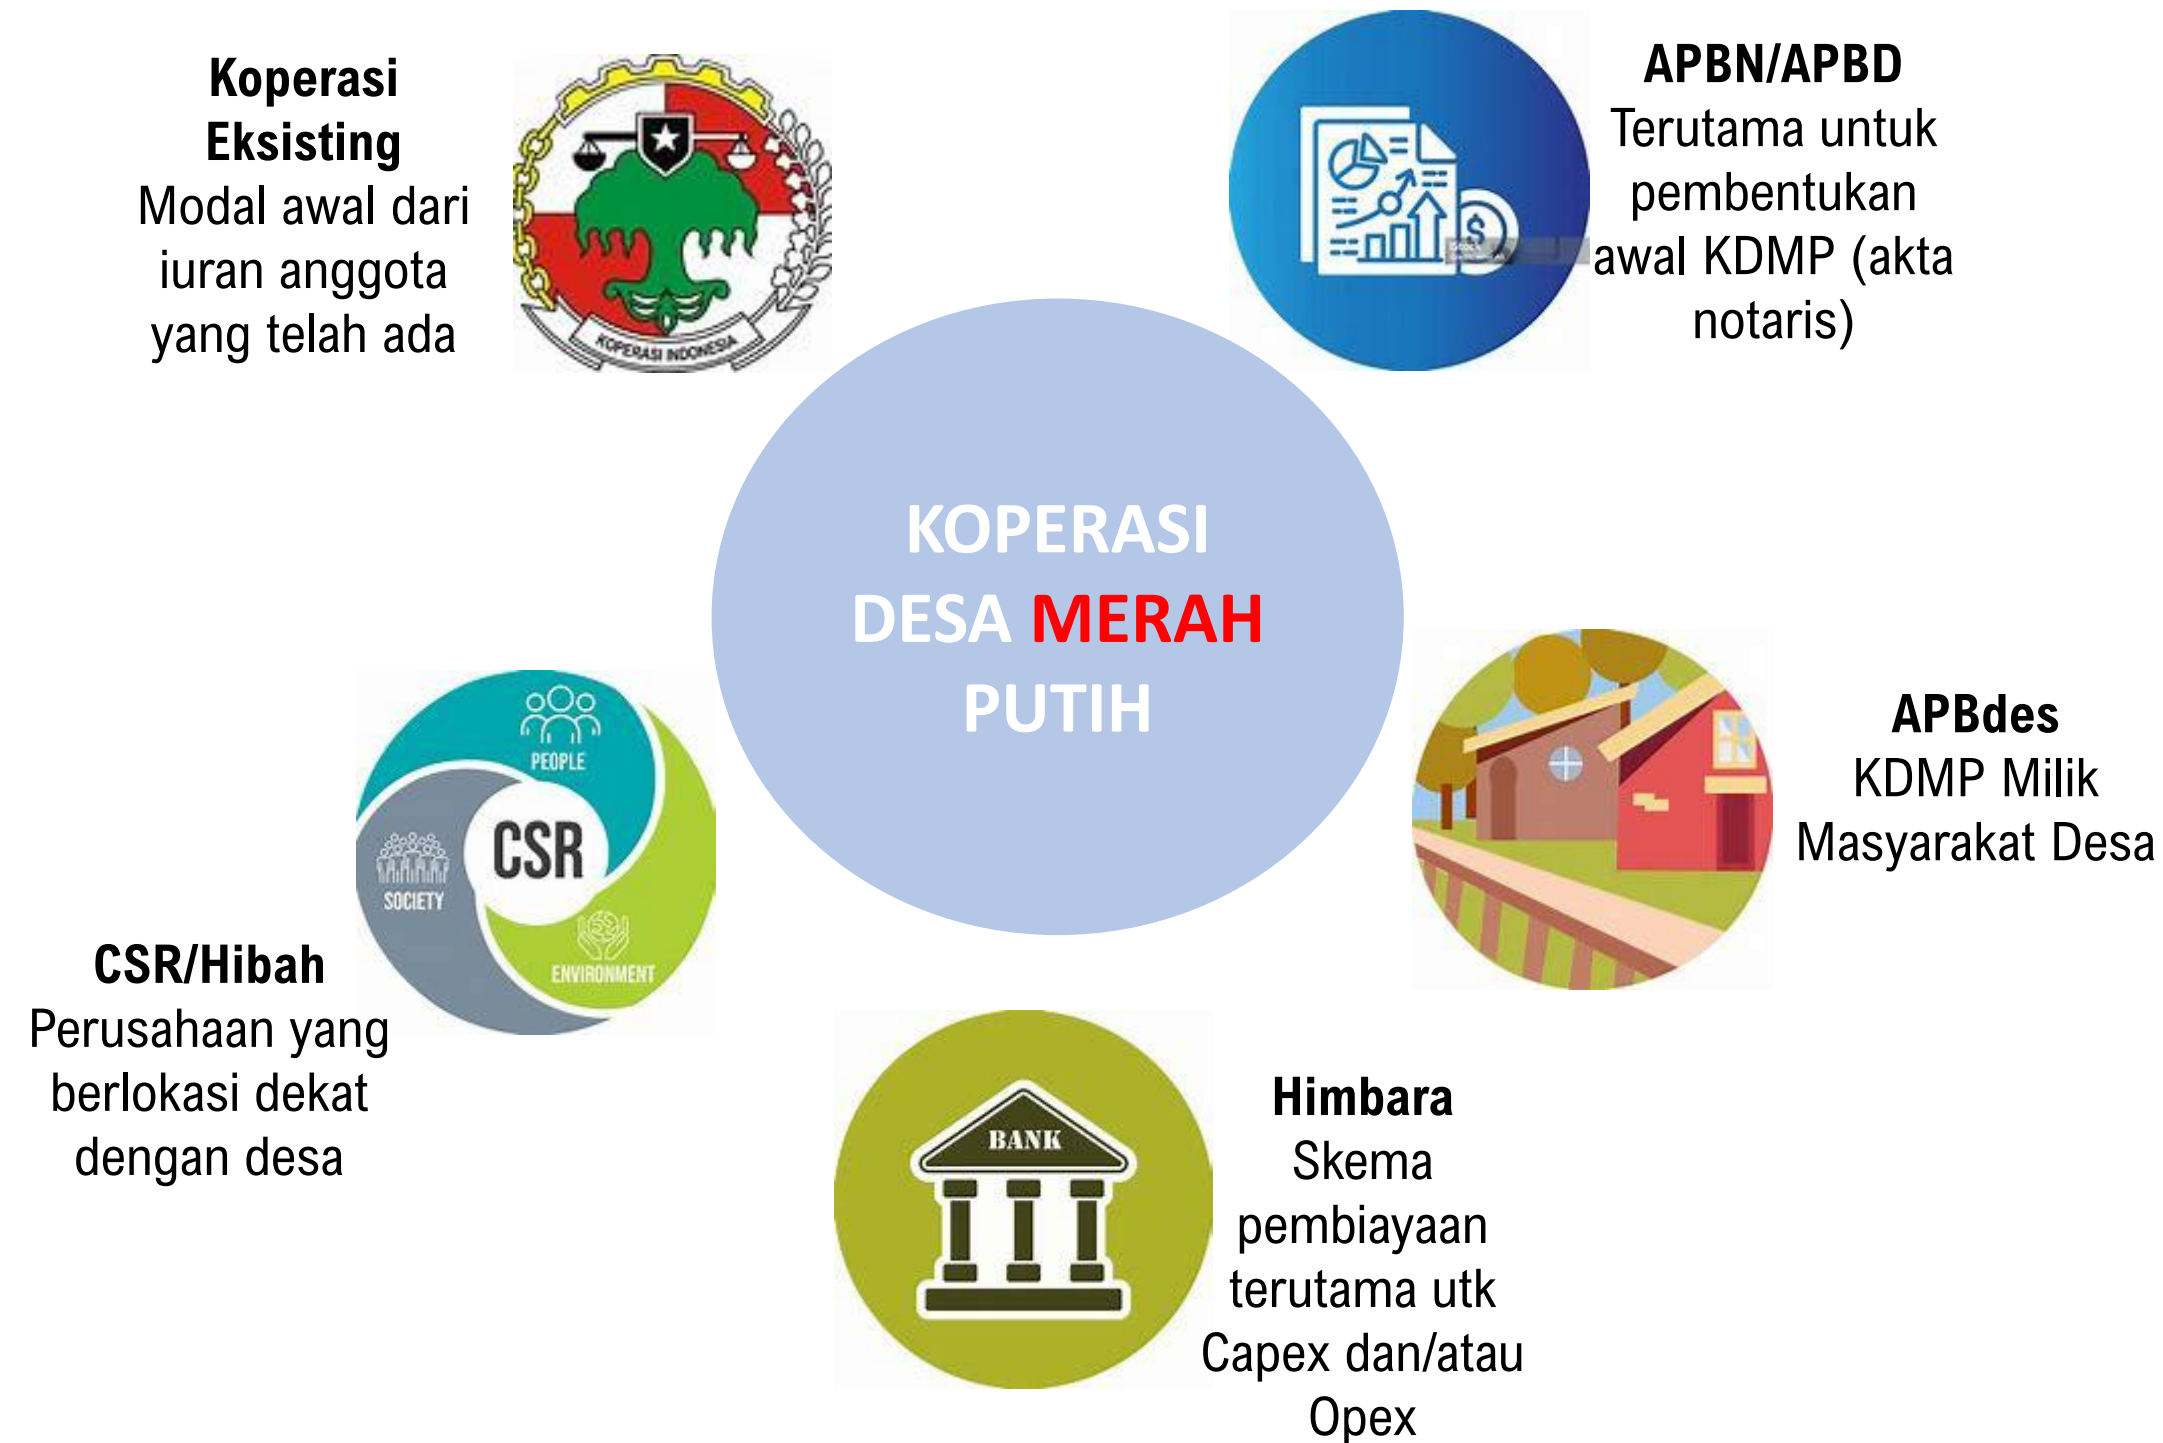 Koperasi
Eksisting
Modal awal dari
iuran anggota
yang telah ada
KOPERASI INDONESIA
APBN/APBD
Terutama untuk
pembentukan
awal KDMP (akta
notaris)
$
iStock
KOPERASI
DESA MERAH
PUTIH
PEOPLE
CSR
SOCIETY
ENVIRONMENT
CSR/Hibah
Perusahaan yang
berlokasi dekat
dengan desa
APBdes
KDMP Milik
Masyarakat Desa
BANK
Himbara
Skema
pembiayaan
terutama utk
Capex dan/atau
Opex